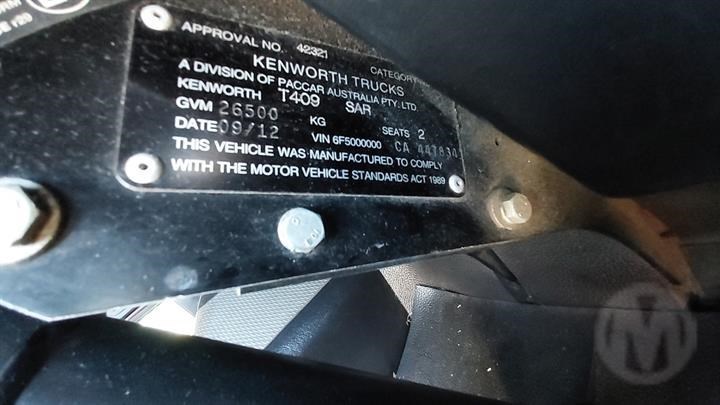 APPROVAL NO. 42321 CATEGORY
KENWORTH TRUCKS
A DIVISION OF PACCAR AUSTRALIA PTY. LTD
KENWORTH T409 SAR
GVM 26500 KG SEATS 2
DATE 09/12 VIN 6F5000000 CA 447834
THIS VEHICLE WAS MANUFACTURED TO COMPLY
WITH THE MOTOR VEHICLE STANDARDS ACT 1989
M